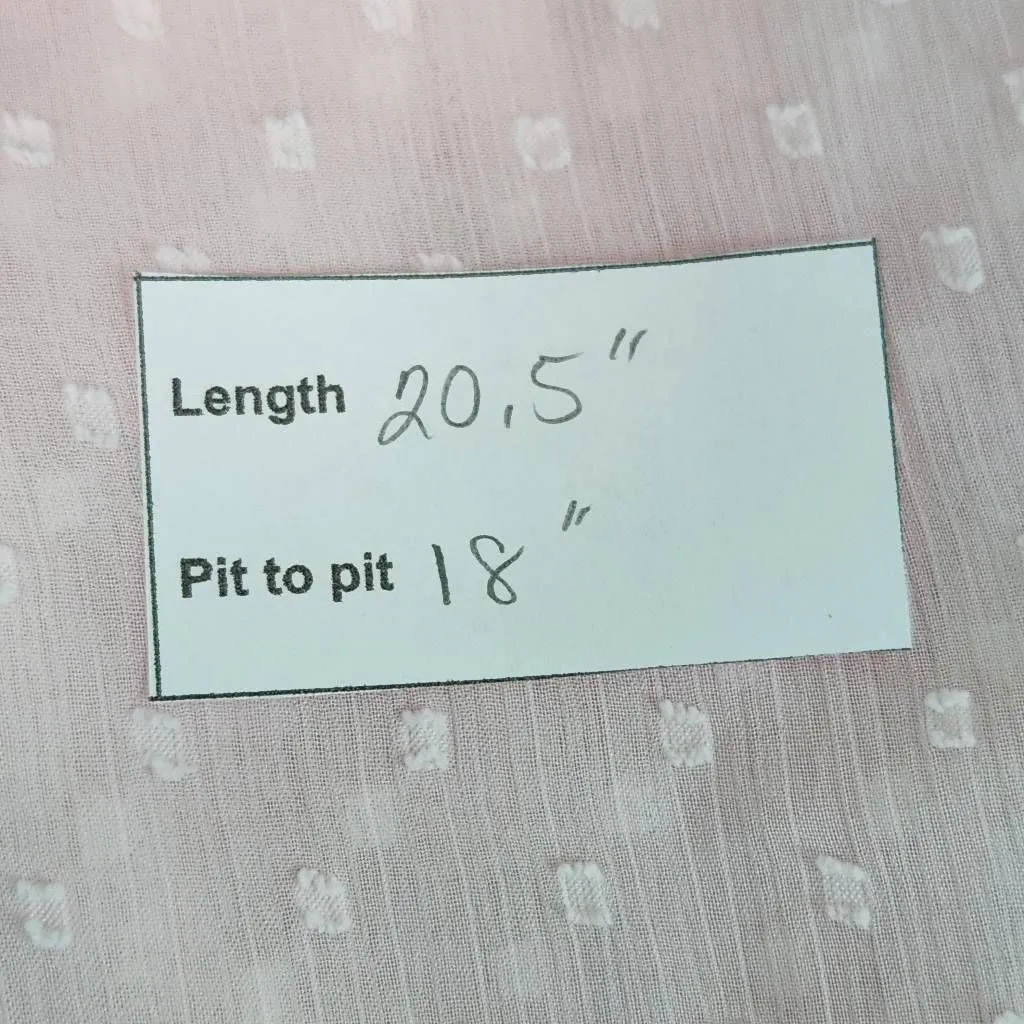 Length 20.5"
Pit to pit 18"